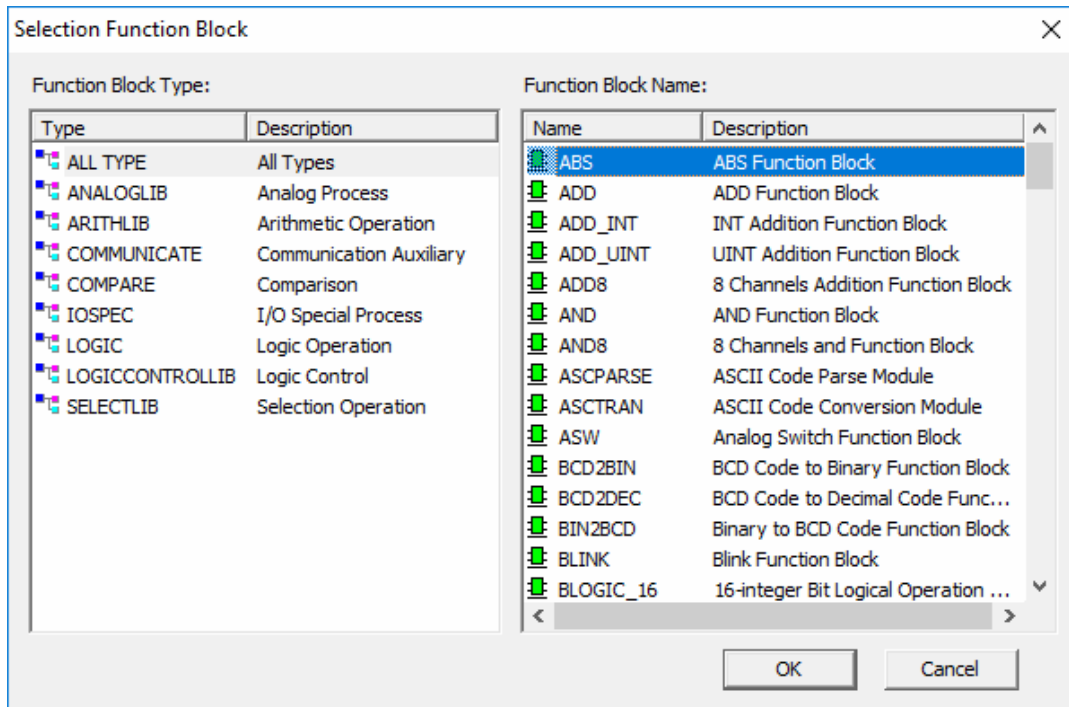 Selection Function Block
Function Block Type:
Type Description
ALL TYPE All Types
ANALOGLIB Analog Process
ARITHLIB Arithmetic Operation
COMMUNICATE Communication Auxiliary
COMPARE Comparison
IOSPEC I/O Special Process
LOGIC Logic Operation
LOGICCONTROLLIB Logic Control
SELECTLIB Selection Operation
Function Block Name:
Name Description
ABS ABS Function Block
ADD ADD Function Block
ADD_INT INT Addition Function Block
ADD_UINT UINT Addition Function Block
ADD8 8 Channels Addition Function Block
AND AND Function Block
AND8 8 Channels and Function Block
ASCPARSE ASCII Code Parse Module
ASCTRAN ASCII Code Conversion Module
ASW Analog Switch Function Block
BCD2BIN BCD Code to Binary Function Block
BCD2DEC BCD Code to Decimal Code Func...
BIN2BCD Binary to BCD Code Function Block
BLINK Blink Function Block
BLOGIC_16 16-integer Bit Logical Operation ...
OK Cancel